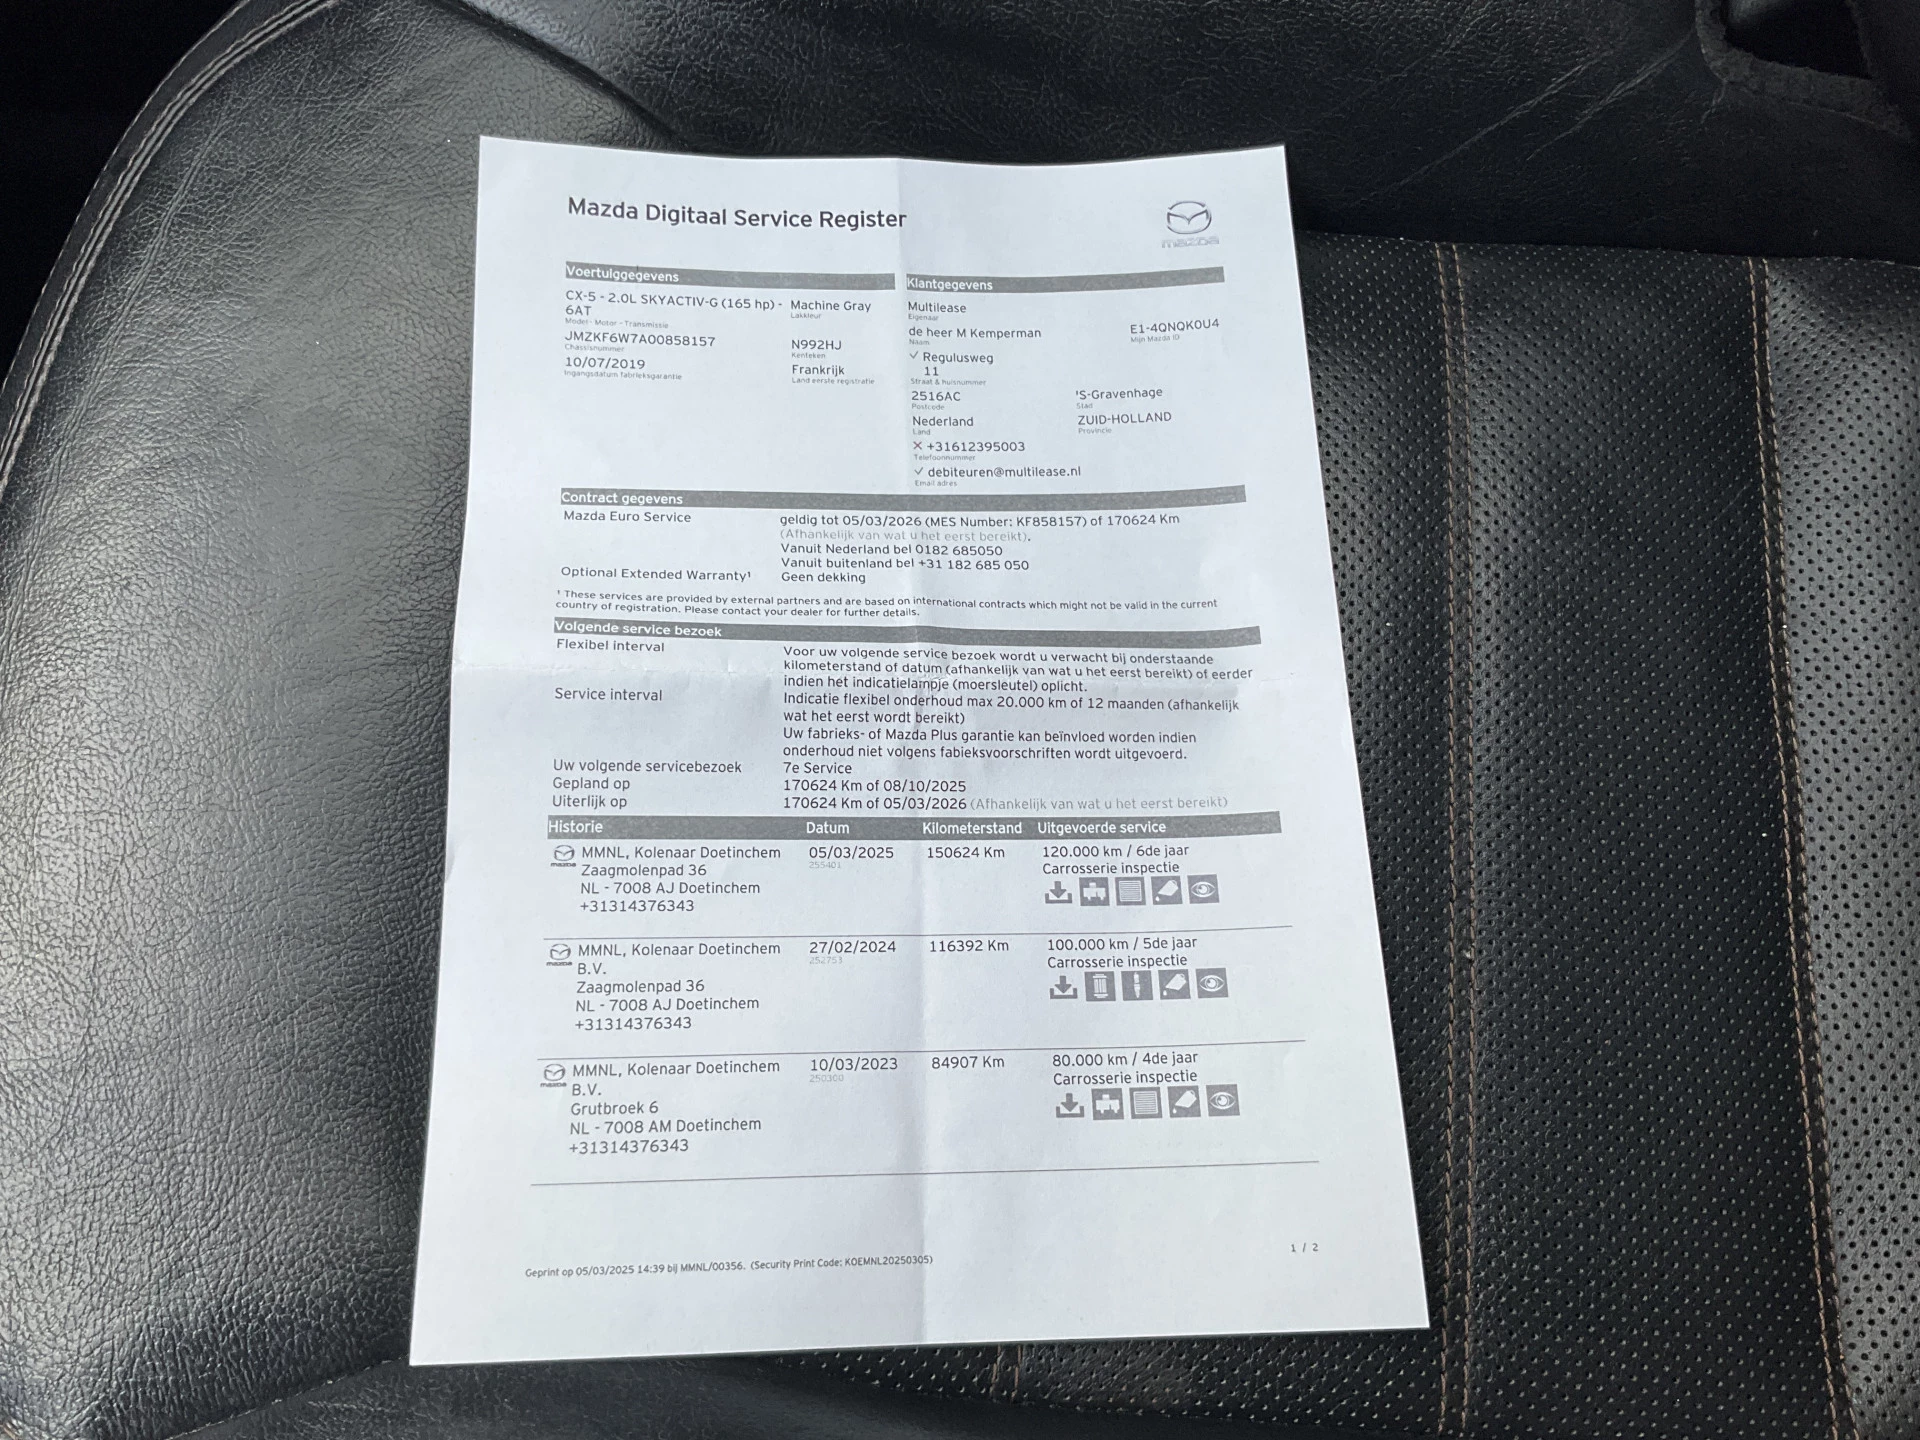 Mazda Digitaal Service Register
mazda
Voertuiggegevens
CX-5 - 2.0L SKYACTIV-G (165 hp) - 6AT
Model - Motor - Transmissie
Machine Gray
Lakkleur
JMZKF6W7A00858157
Chassisnummer
N992HJ
Kenteken
10/07/2019
Ingangsdatum fabrieksgarantie
Frankrijk
Land eerste registratie
Klantgegevens
Multilease
Eigenaar
de heer M Kemperman
Naam
E1-4QNQK0U4
Mijn Mazda ID
✓ Regulusweg
11
Straat & huisnummer
2516AC
Postcode
'S-Gravenhage
Stad
Nederland
Land
ZUID-HOLLAND
Provincie
✕ +31612395003
Telefoonnummer
✓ debiteuren@multilease.nl
Email adres
Contract gegevens
Mazda Euro Service
geldig tot 05/03/2026 (MES Number: KF858157) of 170624 Km
(Afhankelijk van wat u het eerst bereikt).
Vanuit Nederland bel 0182 685050
Vanuit buitenland bel +31 182 685 050
Optional Extended Warranty¹
Geen dekking
¹ These services are provided by external partners and are based on international contracts which might not be valid in the current
country of registration. Please contact your dealer for further details.
Volgende service bezoek
Flexibel interval
Voor uw volgende service bezoek wordt u verwacht bij onderstaande
kilometerstand of datum (afhankelijk van wat u het eerst bereikt) of eerder
indien het indicatielampje (moersleutel) oplicht.
Service interval
Indicatie flexibel onderhoud max 20.000 km of 12 maanden (afhankelijk
wat het eerst wordt bereikt)
Uw fabrieks- of Mazda Plus garantie kan beïnvloed worden indien
onderhoud niet volgens fabieksvoorschriften wordt uitgevoerd.
Uw volgende servicebezoek
7e Service
Gepland op
170624 Km of 08/10/2025
Uiterlijk op
170624 Km of 05/03/2026 (Afhankelijk van wat u het eerst bereikt)
Historie Datum Kilometerstand Uitgevoerde service
mazda
MMNL, Kolenaar Doetinchem
Zaagmolenpad 36
NL - 7008 AJ Doetinchem
+31314376343
05/03/2025
255401
150624 Km
120.000 km / 6de jaar
Carrosserie inspectie
mazda
MMNL, Kolenaar Doetinchem
B.V.
Zaagmolenpad 36
NL - 7008 AJ Doetinchem
+31314376343
27/02/2024
252753
116392 Km
100.000 km / 5de jaar
Carrosserie inspectie
mazda
MMNL, Kolenaar Doetinchem
B.V.
Grutbroek 6
NL - 7008 AM Doetinchem
+31314376343
10/03/2023
250300
84907 Km
80.000 km / 4de jaar
Carrosserie inspectie
1 / 2
Geprint op 05/03/2025 14:39 bij MMNL/00356. (Security Print Code: KOEMNL20250305)